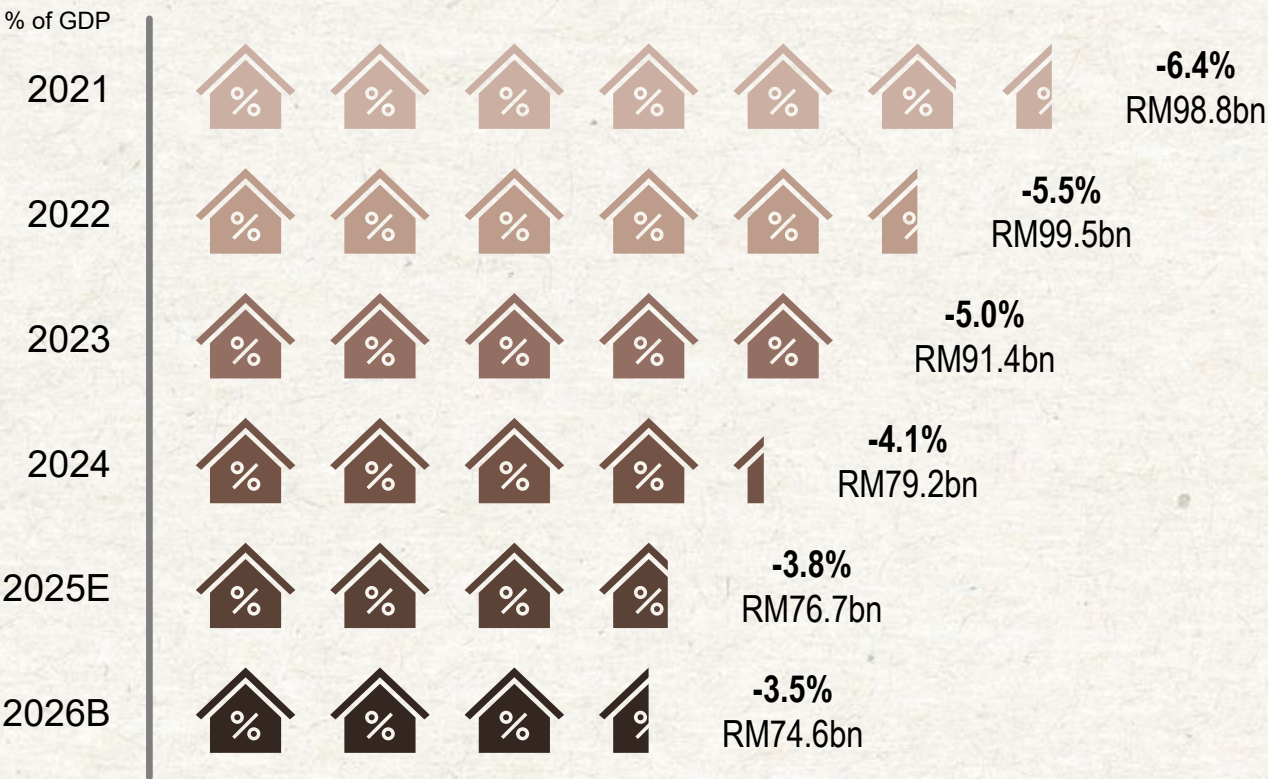 % of GDP
2021
-6.4%
RM98.8bn
2022
-5.5%
RM99.5bn
2023
-5.0%
RM91.4bn
2024
-4.1%
RM79.2bn
2025E
-3.8%
RM76.7bn
2026B
-3.5%
RM74.6bn